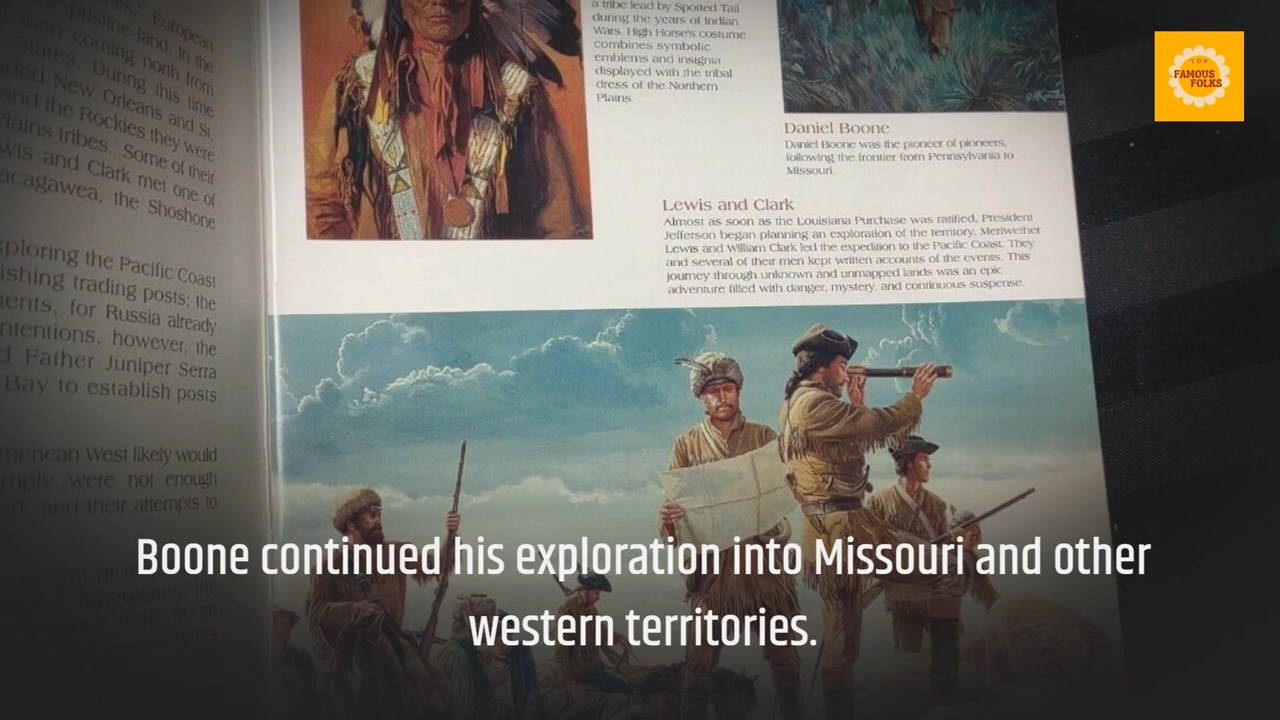 European
pristine land. In the
coming north from
States. During this time
New Orleans and St.
and the Rockies they were
Plains tribes. Some of their
wis and Clark met one of
acagawea, the Shoshone
ploring the Pacific Coast
ishing trading posts; the
ents, for Russia already
ntentions, however, the
d Father Juniper Serra
Bay to establish posts
merican West likely would
mply were not enough
and their attempts to
a tribe lead by Spotted Tail
during the years of Indian
Wars. High Horse's costume
combines symbolic
emblems and insignia
displayed with the tribal
dress of the Northern
Plains.
Daniel Boone
Daniel Boone was the pioneer of pioneers,
following the frontier from Pennsylvania to
Missouri.
Lewis and Clark
Almost as soon as the Louisiana Purchase was ratified, President
Jefferson began planning an exploration of the territory. Meriwether
Lewis and William Clark led the expedition to the Pacific Coast. They
and several of their men kept written accounts of the events. This
journey through unknown and unmapped lands was an epic
adventure filled with danger, mystery, and continuous suspense.
TOP
FAMOUS
FOLKS
Boone continued his exploration into Missouri and other
western territories.